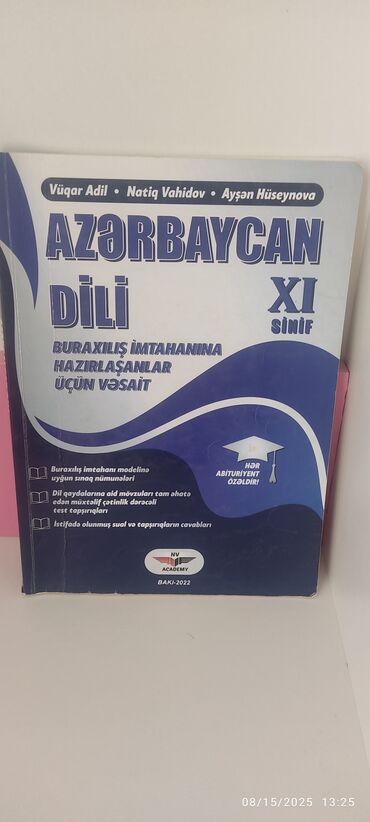 Vüqar Adil • Natiq Vahidov • Ayşən Hüseynova
AZƏRBAYCAN
DİLİ
XI
SİNİF
BURAXILIŞ İMTAHANINA
HAZIRLAŞANLAR
ÜÇÜN VƏSAİT
HƏR
ABİTURİYENT
ÖZƏLDİR!
Buraxılış imtahanı modelinə
uyğun sınaq nümunələri
Dil qaydalarına aid mövzuları tam əhatə
edən müxtəlif çətinlik dərəcəli
test tapşırıqları
İstifadə olunmuş sual və tapşırıqların cavabları
NV
ACADEMY
BAKI-2022
08/15/2025 13:25